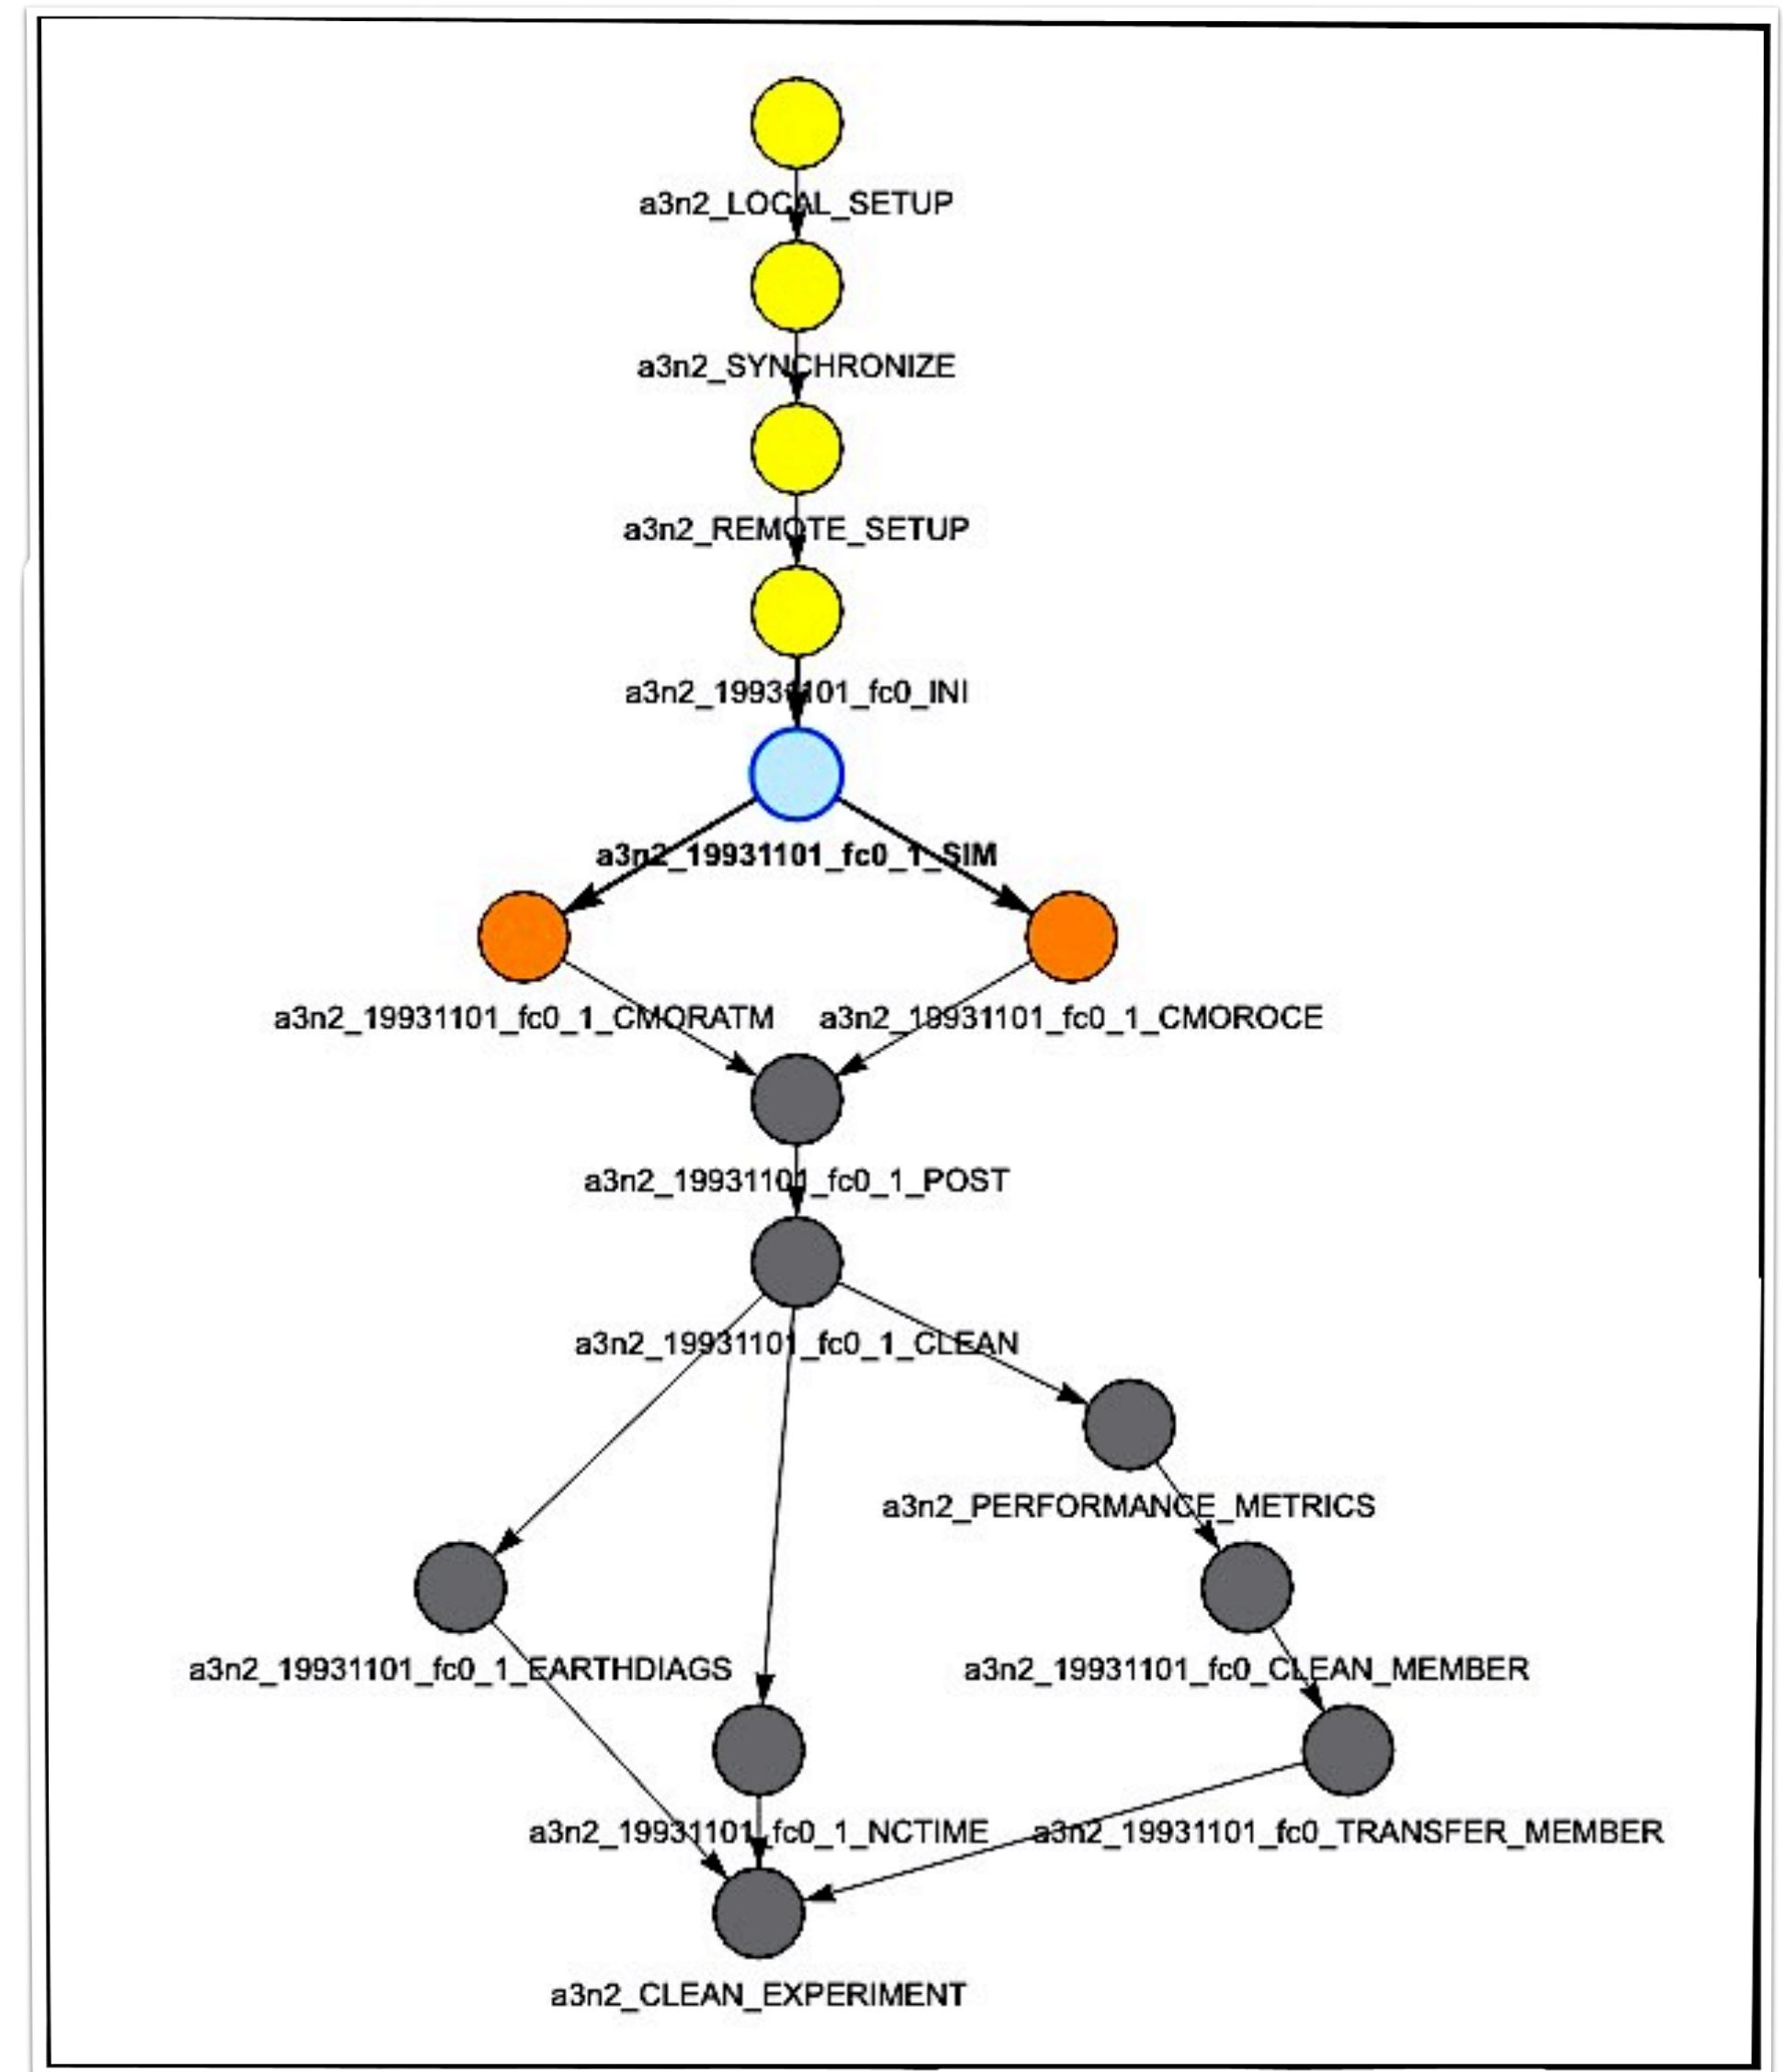 a3n2_LOCAL_SETUP
a3n2_SYNCHRONIZE
a3n2_REMOTE_SETUP
a3n2_19931101_fc0_INI
a3n2_19931101_fc0_1_SIM
a3n2_19931101_fc0_1_CMORATM
a3n2_19931101_fc0_1_CMOROCE
a3n2_19931101_fc0_1_POST
a3n2_19931101_fc0_1_CLEAN
a3n2_PERFORMANCE_METRICS
a3n2_19931101_fc0_1_EARTHDIAGS
a3n2_19931101_fc0_CLEAN_MEMBER
a3n2_19931101_fc0_1_NCTIME
a3n2_19931101_fc0_TRANSFER_MEMBER
a3n2_CLEAN_EXPERIMENT